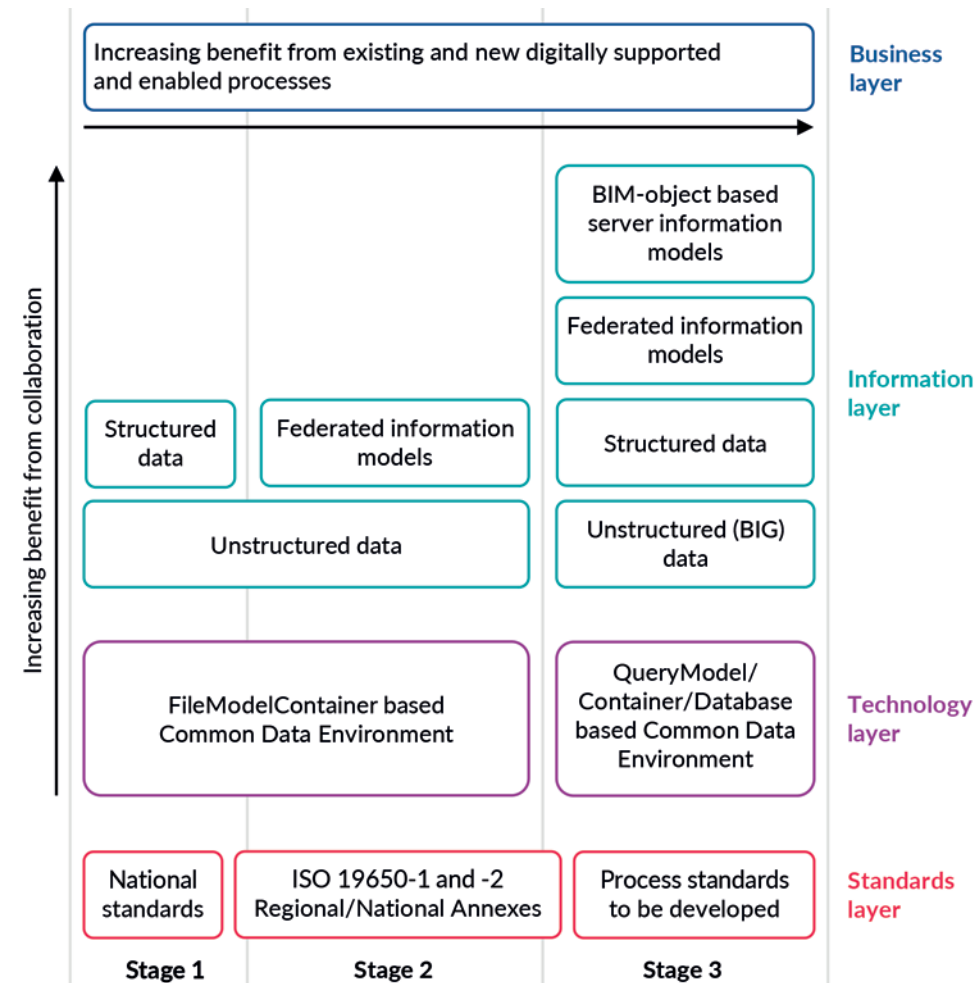 Increasing benefit from existing and new digitally supported
and enabled processes
Business
layer
Increasing benefit from collaboration
BIM-object based
server information
models
Federated information
models
Information
layer
Structured
data
Federated information
models
Structured data
Unstructured data
Unstructured (BIG)
data
FileModelContainer based
Common Data Environment
QueryModel/
Container/Database
based Common Data
Environment
Technology
layer
National
standards
ISO 19650-1 and -2
Regional/National Annexes
Process standards
to be developed
Standards
layer
Stage 1
Stage 2
Stage 3